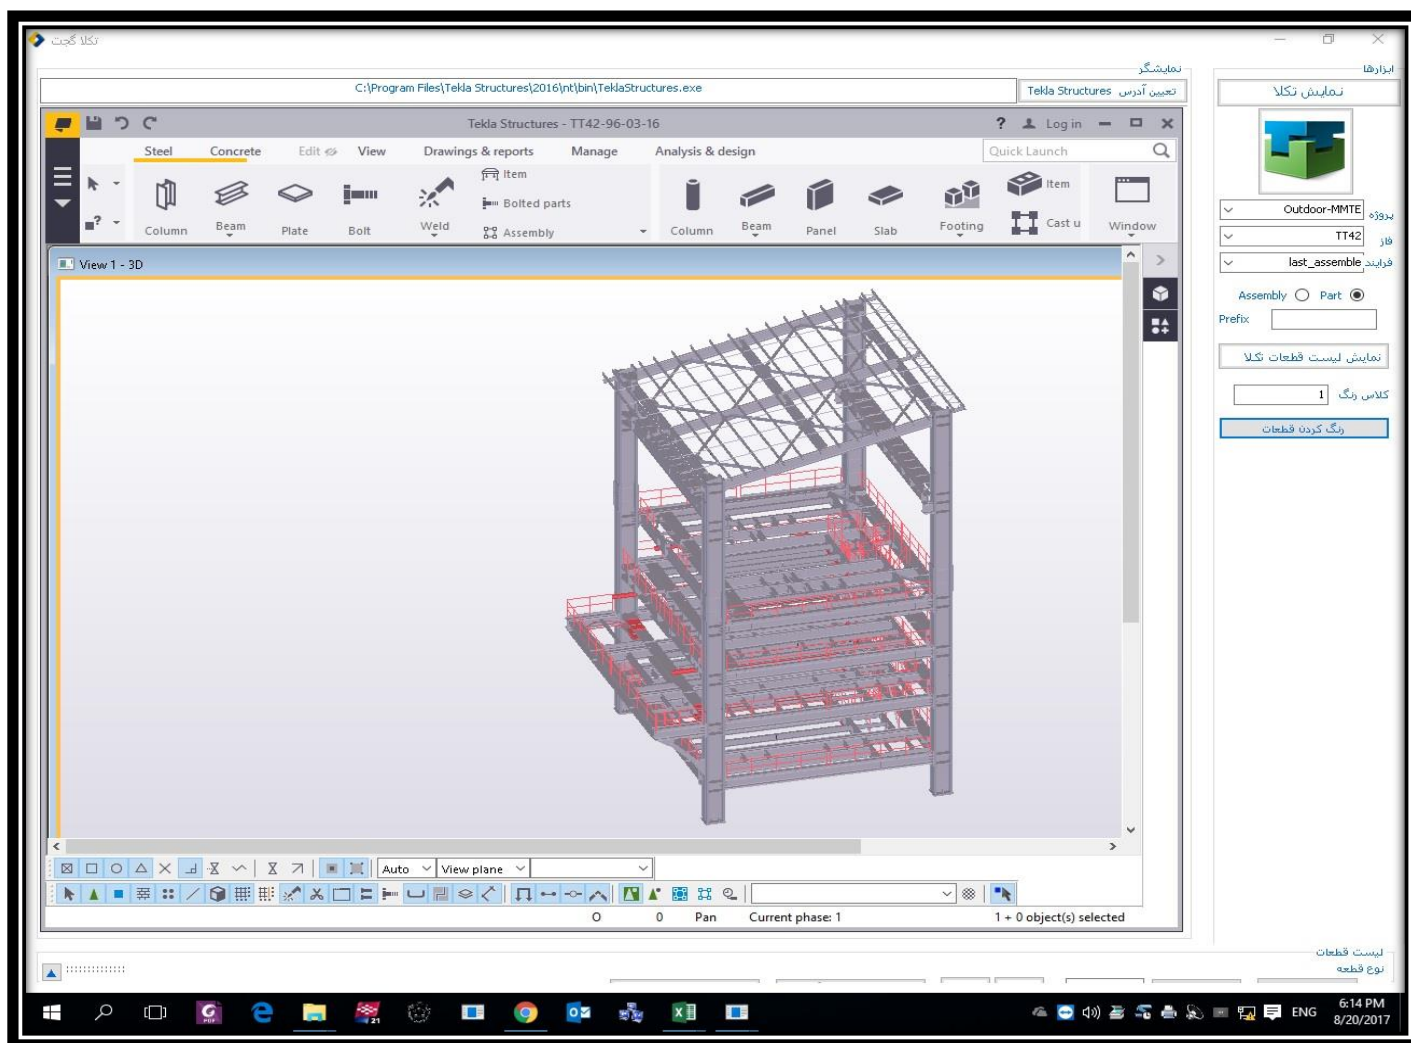 تکلا گجت
نمایشگر
ابزارها
C:\Program Files\Tekla Structures\2016\nt\bin\TeklaStructures.exe
تعیین آدرس Tekla Structures
نمایش تکلا
Tekla Structures - TT42-96-03-16
? Log in
Steel Concrete Edit View Drawings & reports Manage Analysis & design
Quick Launch
Item
Bolted parts
Assembly
Column Beam Plate Bolt Weld
Column Beam Panel Slab Footing
Item
Cast u
Window
پروژه Outdoor-MMTE
فاز TT42
فرایند last_assemble
Assembly Part
Prefix
نمایش لیست قطعات تکلا
کلاس رنگ 1
رنگ کردن قطعات
View 1 - 3D
Auto View plane
O 0 Pan Current phase: 1 1 + 0 object(s) selected
لیست قطعات
نوع قطعه
21
ENG
6:14 PM
8/20/2017